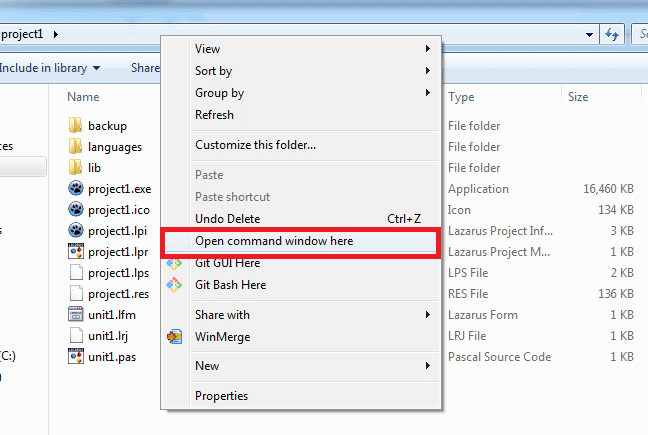 project1
Se
Include in library
Share
Name
Type
Size
View
Sort by
Group by
Refresh
Customize this folder...
Paste
Paste shortcut
Undo Delete Ctrl+Z
Open command window here
Git GUI Here
Git Bash Here
Share with
WinMerge
New
Properties
backup File folder
languages File folder
lib File folder
project1.exe Application 16,460 KB
project1.ico Icon 134 KB
project1.lpi Lazarus Project Inf... 3 KB
project1.lpr Lazarus Project M... 1 KB
project1.lps LPS File 2 KB
project1.res RES File 136 KB
unit1.lfm Lazarus Form 1 KB
unit1.lrj LRJ File 1 KB
unit1.pas Pascal Source Code 1 KB
ces
s
(C:)
)